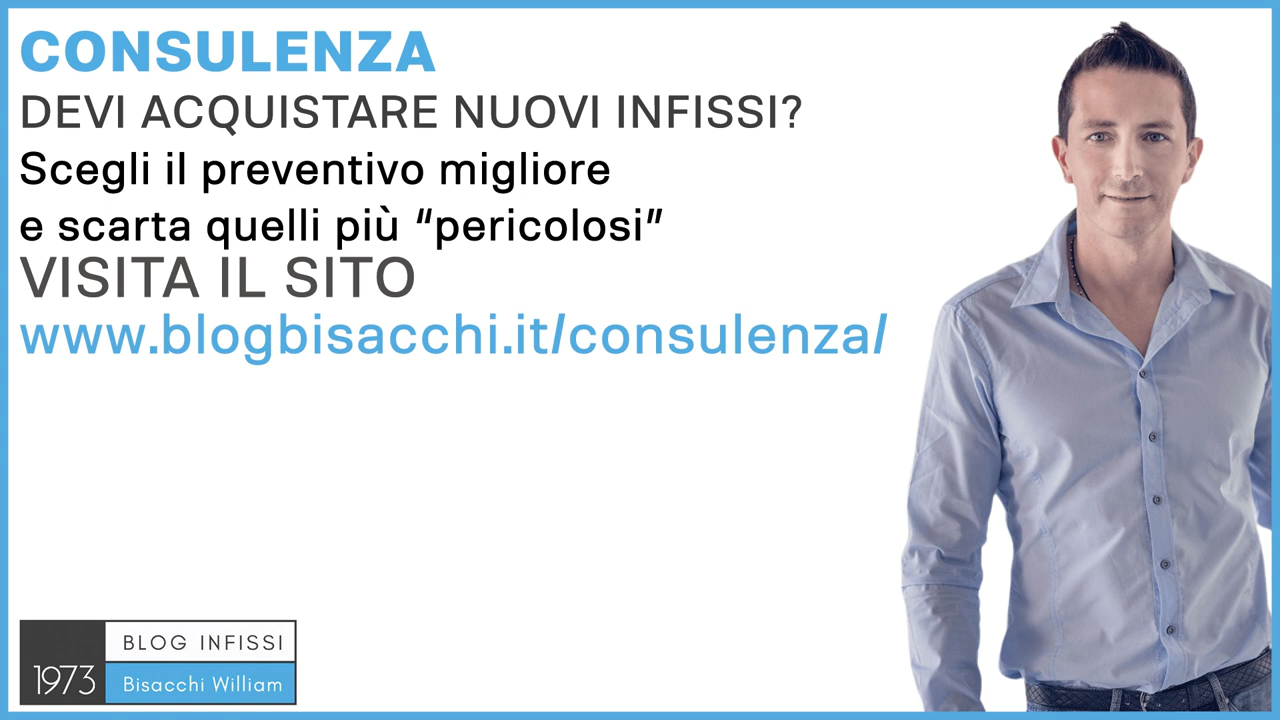 CONSULENZA
DEVI ACQUISTARE NUOVI INFISSI?
Scegli il preventivo migliore
e scarta quelli più “pericolosi”
VISITA IL SITO
www.blogbisacchi.it/consulenza/
BLOG INFISSI
1973
Bisacchi William